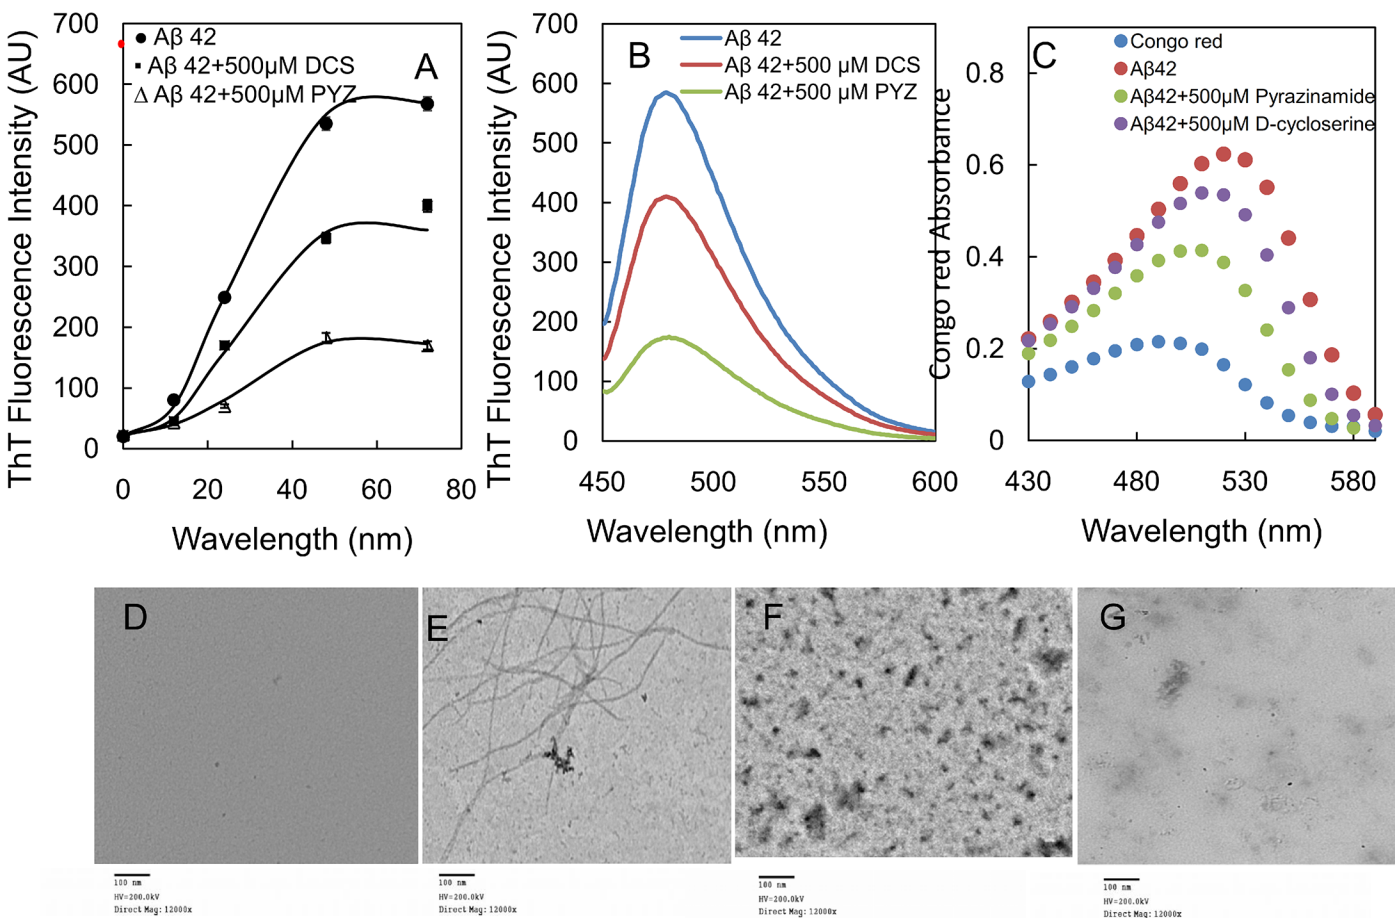 A
Aβ 42
Aβ 42+500µM DCS
Aβ 42+500µM PYZ
ThT Fluorescence Intensity (AU)
700
600
500
400
300
200
100
0
0 20 40 60 80
Wavelength (nm)
B
Aβ 42
Aβ 42+500 µM DCS
Aβ 42+500 µM PYZ
ThT Fluorescence Intensity (AU)
700
600
500
400
300
200
100
0
450 500 550 600
Wavelength (nm)
C
Congo red
Aβ42
Aβ42+500µM Pyrazinamide
Aβ42+500µM D-cycloserine
Congo red Absorbance
0.8
0.6
0.4
0.2
0
430 480 530 580
Wavelength (nm)
D
100 nm
HV=200.0kV
Direct Mag: 12000x
E
100 nm
HV=200.0kV
Direct Mag: 12000x
F
100 nm
HV=200.0kV
Direct Mag: 12000x
G
100 nm
HV=200.0kV
Direct Mag: 12000x